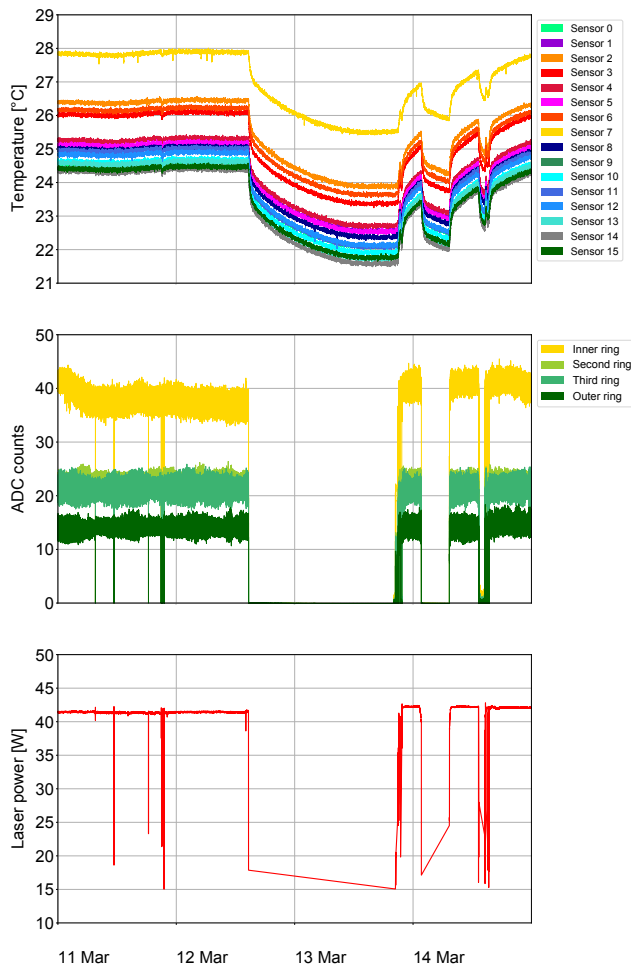 29
28
27
26
25
24
23
22
21
Temperature [°C]
Sensor 0
Sensor 1
Sensor 2
Sensor 3
Sensor 4
Sensor 5
Sensor 6
Sensor 7
Sensor 8
Sensor 9
Sensor 10
Sensor 11
Sensor 12
Sensor 13
Sensor 14
Sensor 15
50
40
30
20
10
0
ADC counts
Inner ring
Second ring
Third ring
Outer ring
50
45
40
35
30
25
20
15
10
Laser power [W]
11 Mar 12 Mar 13 Mar 14 Mar